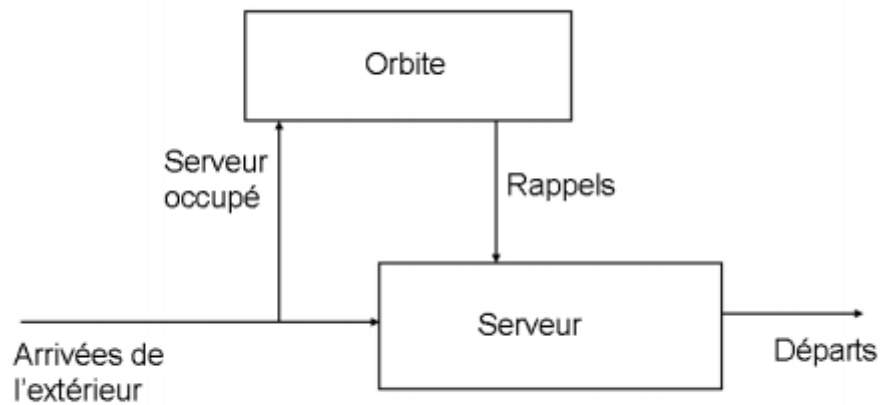 Orbite
Serveur
occupé
Rappels
Serveur
Arrivées de
l'extérieur
Départs